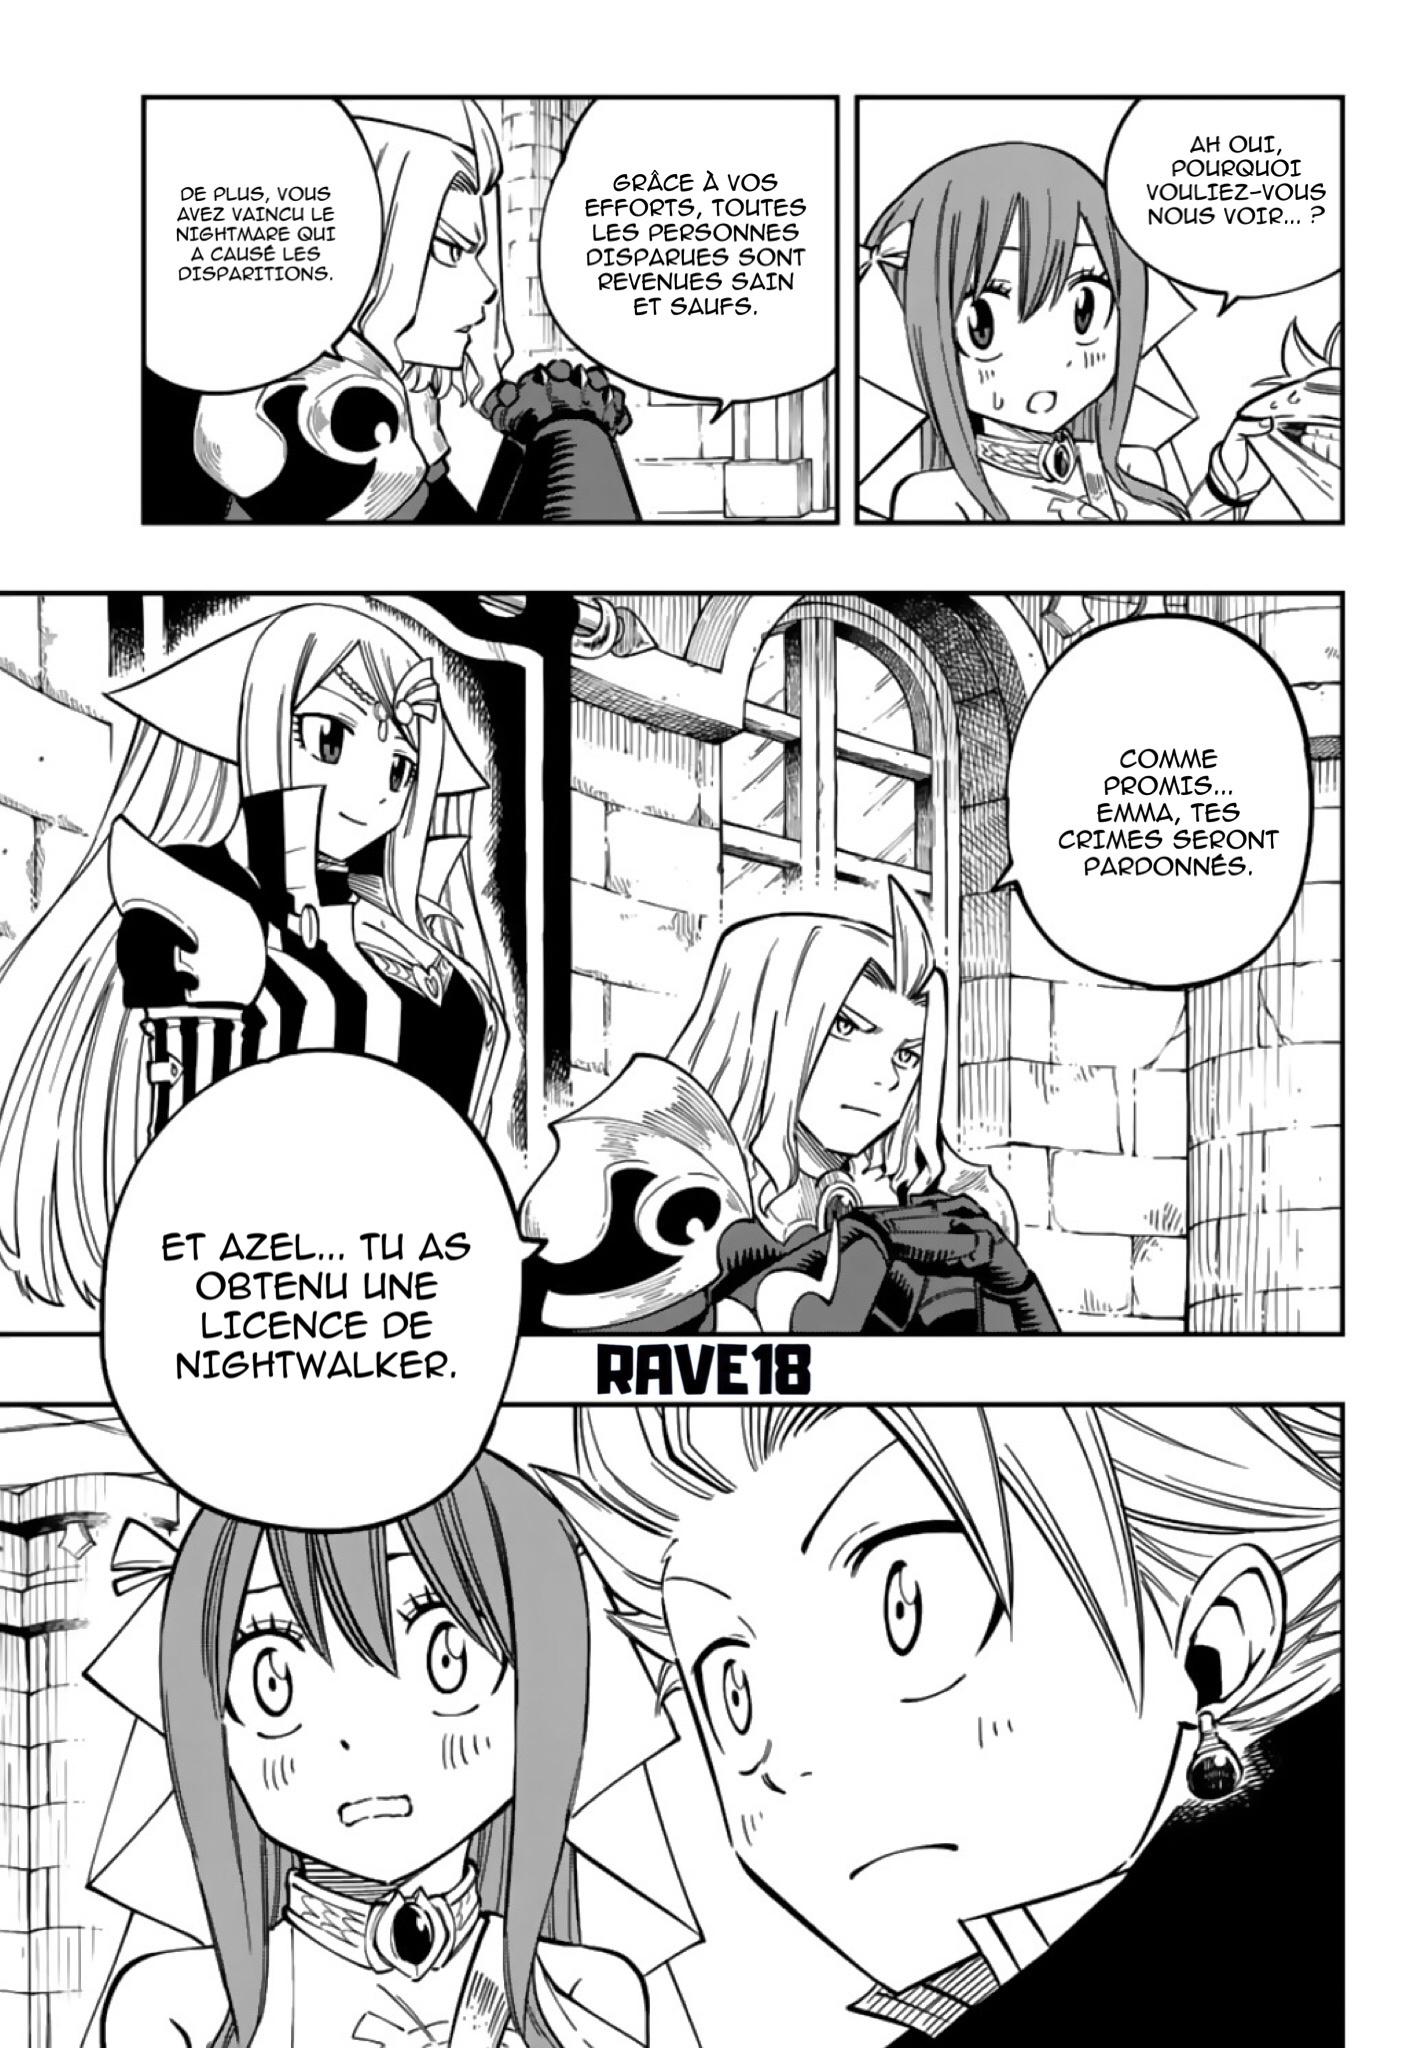 AH OUI,
POURQUOI
VOULIEZ-VOUS
NOUS VOIR... ?
GRÂCE À VOS
EFFORTS, TOUTES
LES PERSONNES
DISPARUES SONT
REVENUES SAIN
ET SAUFS.
DE PLUS, VOUS
AVEZ VAINCU LE
NIGHTMARE QUI
A CAUSÉ LES
DISPARITIONS.
COMME
PROMIS...
EMMA, TES
CRIMES SERONT
PARDONNÉS.
ET AZEL... TU AS
OBTENU UNE
LICENCE DE
NIGHTWALKER.
RAVE18